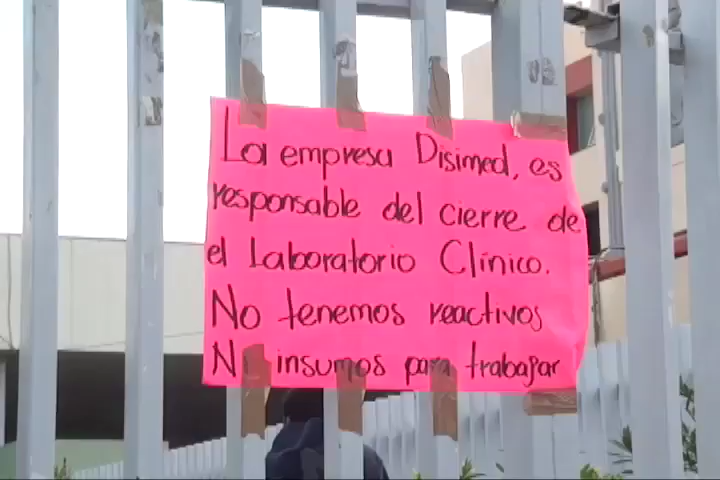 La empresa Disimed, es
responsable del cierre de
el Laboratorio Clínico.
No tenemos reactivos
Ni insumos para trabajar